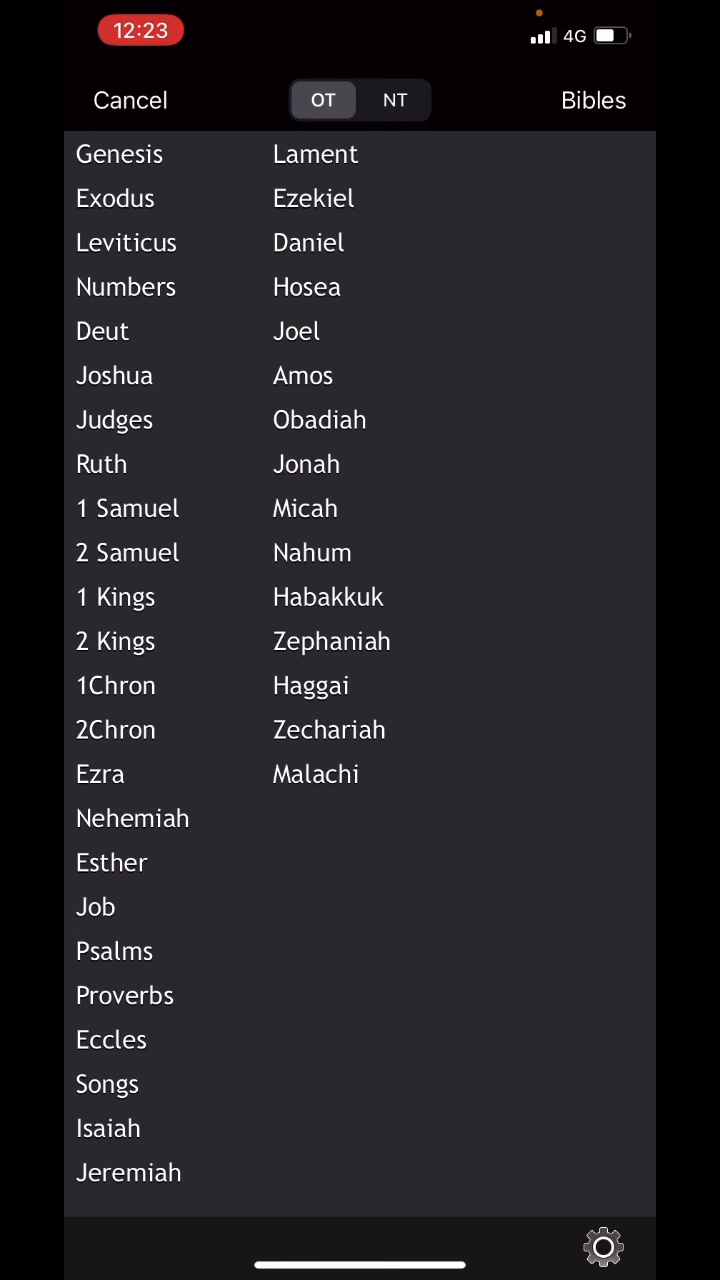 12:23
4G
Cancel
OT
NT
Bibles
Genesis
Exodus
Leviticus
Numbers
Deut
Joshua
Judges
Ruth
1 Samuel
2 Samuel
1 Kings
2 Kings
1Chron
2Chron
Ezra
Nehemiah
Esther
Job
Psalms
Proverbs
Eccles
Songs
Isaiah
Jeremiah
Lament
Ezekiel
Daniel
Hosea
Joel
Amos
Obadiah
Jonah
Micah
Nahum
Habakkuk
Zephaniah
Haggai
Zechariah
Malachi